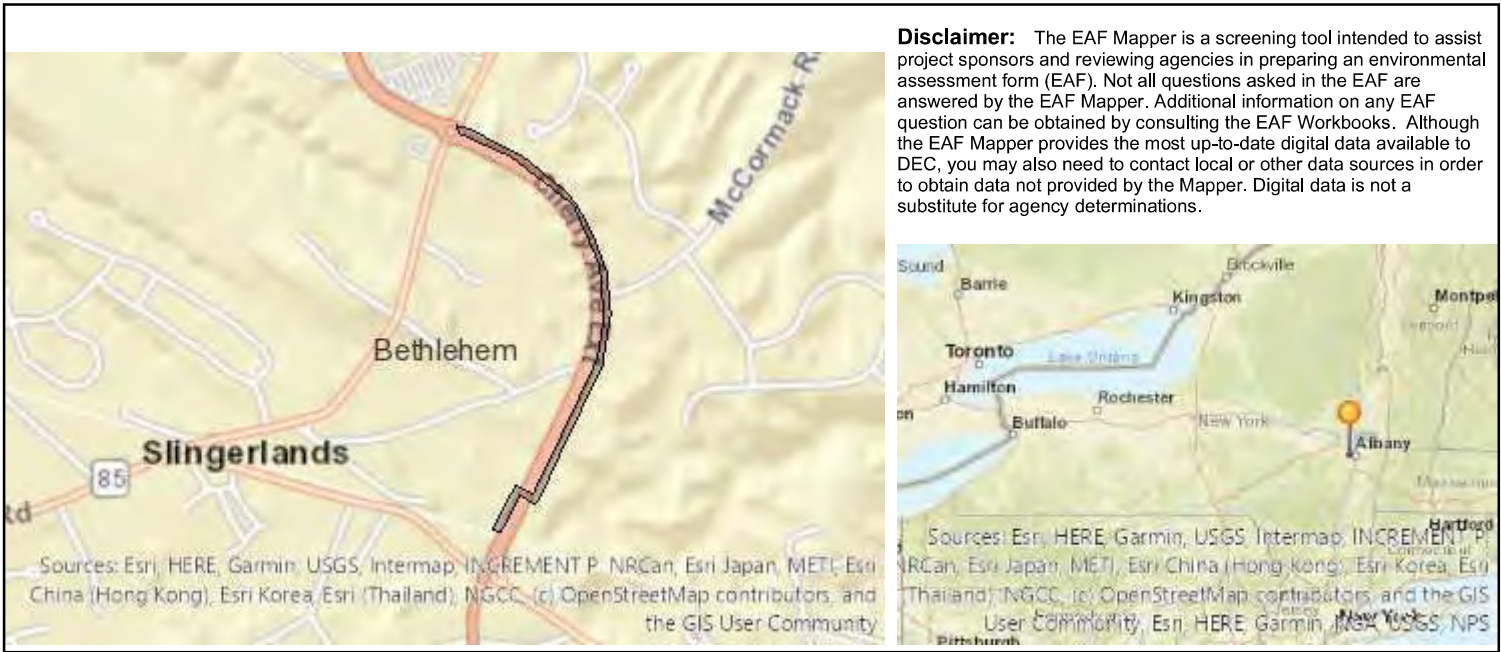 Disclaimer: The EAF Mapper is a screening tool intended to assist
project sponsors and reviewing agencies in preparing an environmental
assessment form (EAF). Not all questions asked in the EAF are
answered by the EAF Mapper. Additional information on any EAF
question can be obtained by consulting the EAF Workbooks. Although
the EAF Mapper provides the most up-to-date digital data available to
DEC, you may also need to contact local or other data sources in order
to obtain data not provided by the Mapper. Digital data is not a
substitute for agency determinations.
McCormack R
Cherry Ave Ext
Bethlehem
Slingerlands
85
Rd
Sources: Esri, HERE, Garmin, USGS, Intermap, INCREMENT P, NRCan, Esri Japan, METI, Esri
China (Hong Kong), Esri Korea, Esri (Thailand), NGCC, (c) OpenStreetMap contributors, and
the GIS User Community
Sound
Barrie
Brockville
Kingston
Montpel
Toronto
Lake Ontario
Hamilton
on
Rochester
Buffalo
New York
Albany
Hartford
Sources: Esri, HERE, Garmin, USGS, Intermap, INCREMENT P,
NRCan, Esri Japan, METI, Esri China (Hong Kong), Esri Korea, Esri
(Thailand), NGCC, (c) OpenStreetMap contributors, and the GIS
User Community, Esri, HERE, Garmin, NGA, USGS, NPS
New York
Pittsburgh